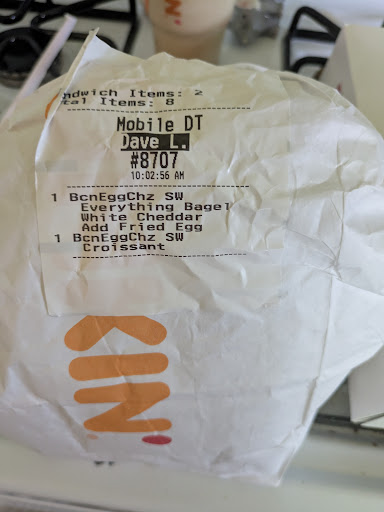 ndwich Items: 2
tal Items: 8
Mobile DT
Dave L.
#8707
10:02:56 AM
1 BcnEggChz SW
Everything Bagel
White Cheddar
Add Fried Egg
1 BcnEggChz SW
Croissant
KIN'